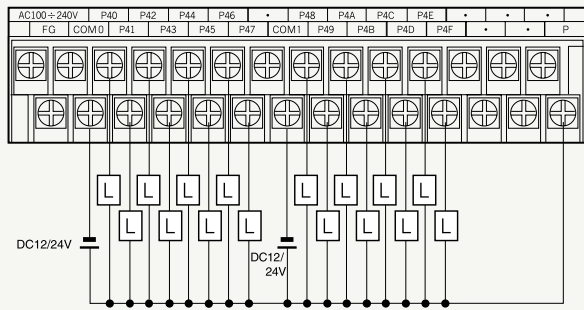 AC100÷240V P40 P42 P44 P46 • P48 P4A P4C P4E • • •
FG COM0 P41 P43 P45 P47 COM1 P49 P4B P4D P4F • • P
L L L L L L L L
L L L L L L L L
DC12/24V
DC12/
24V